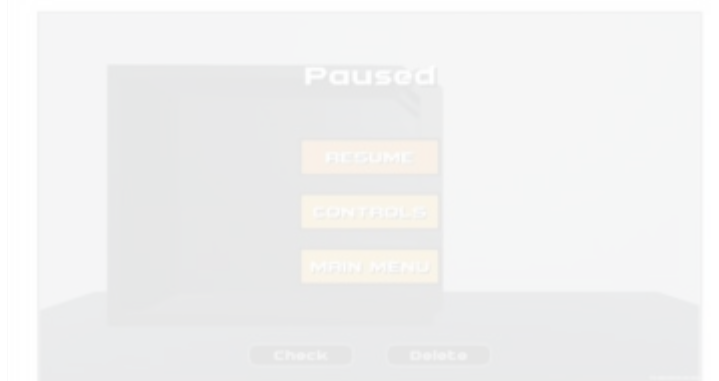 Paused
RESUME
CONTROLS
MAIN MENU
Check Delete